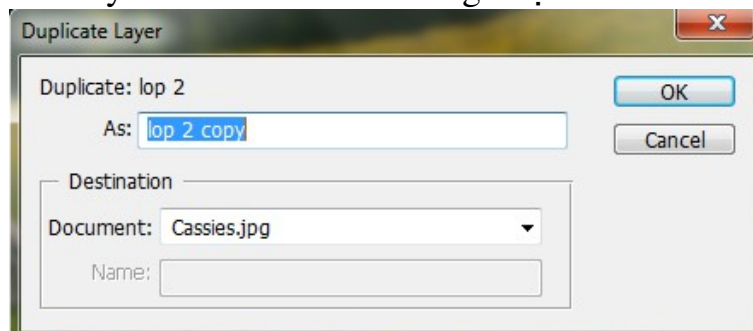 Duplicate Layer
Duplicate: lop 2
OK
As: lop 2 copy
Cancel
Destination
Document: Cassies.jpg
Name: